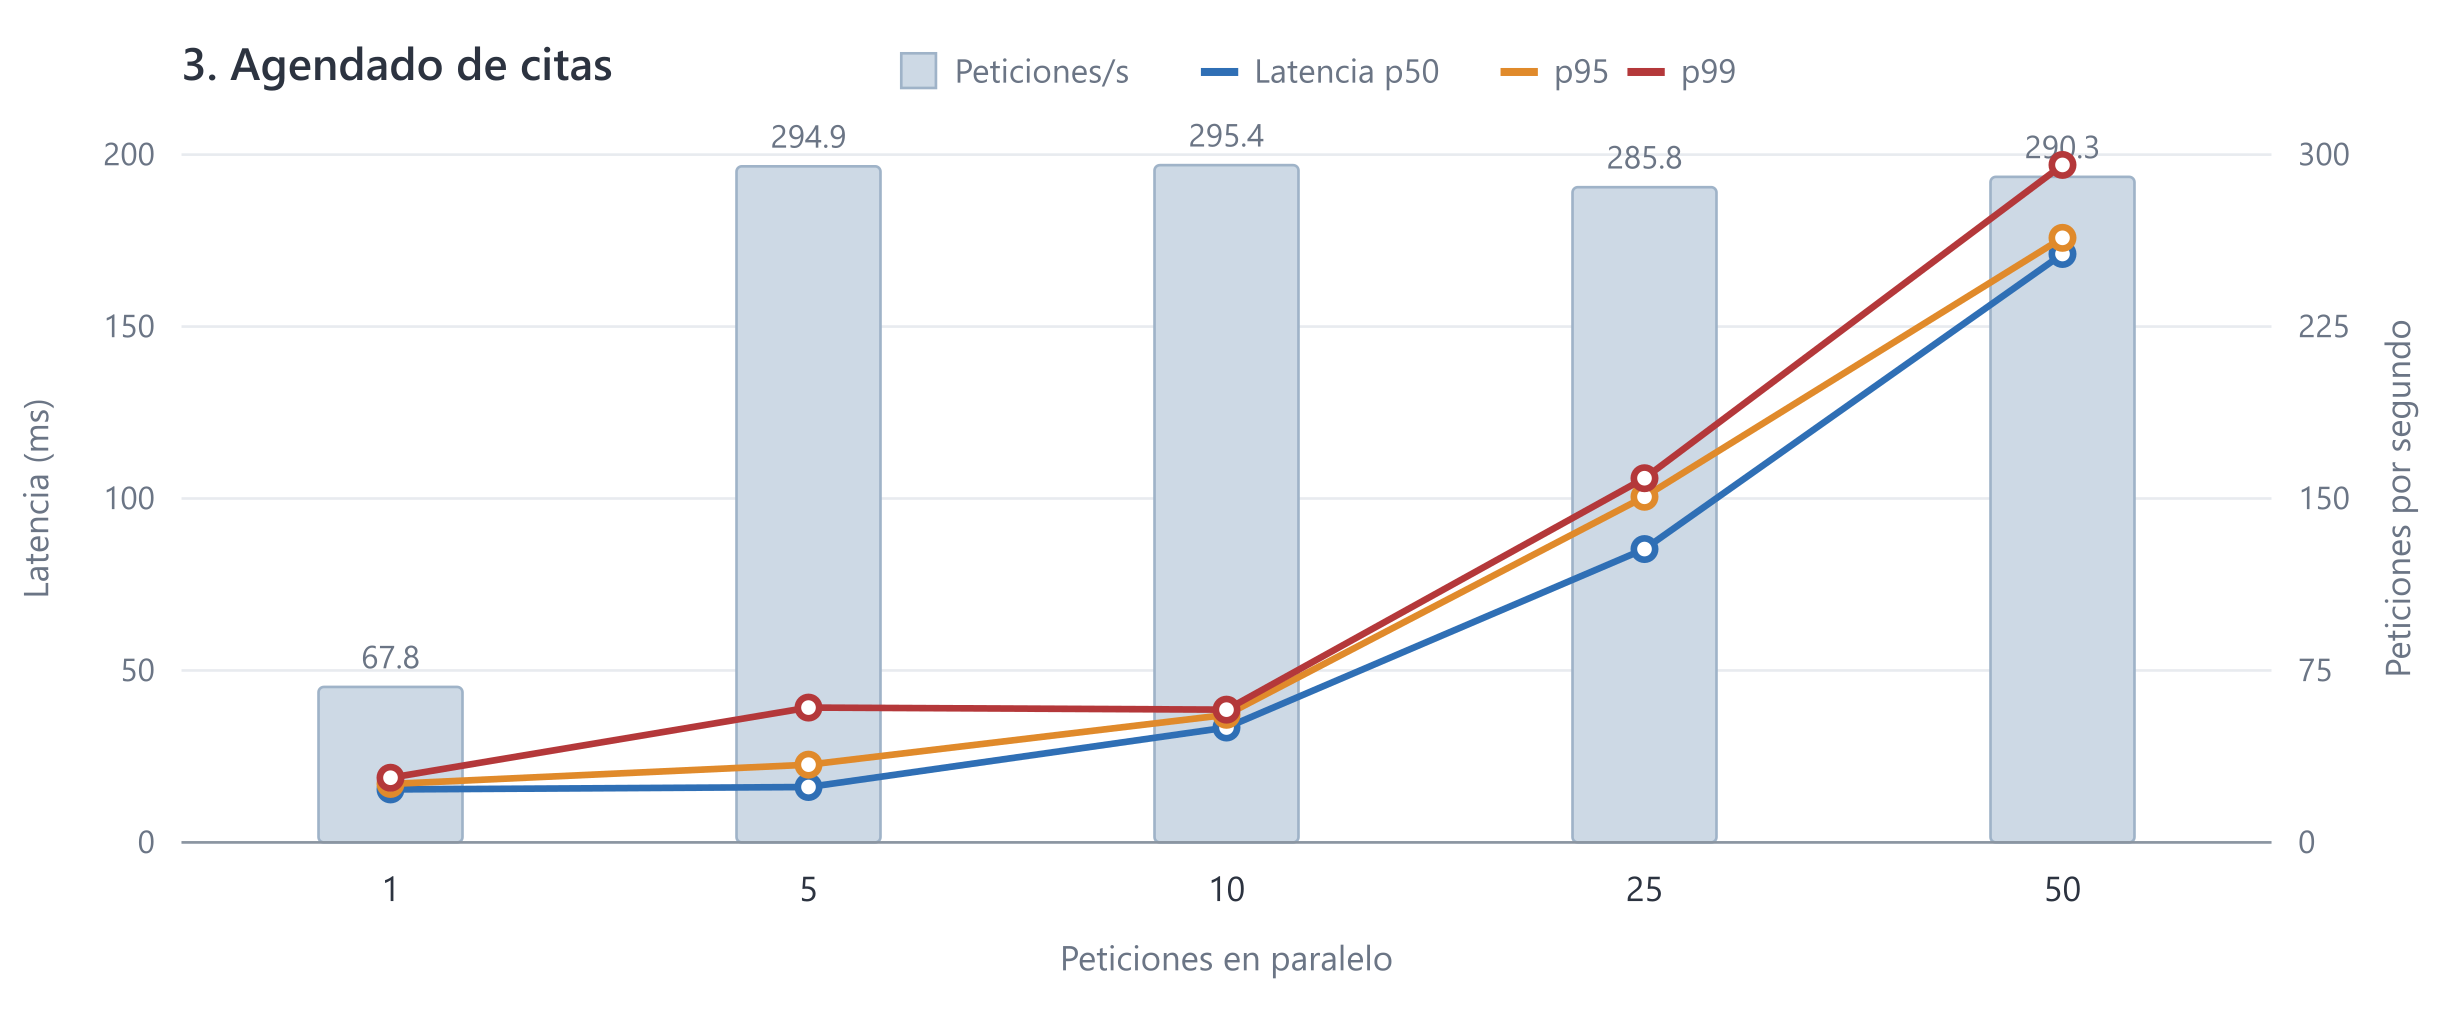 3. Agendado de citas
Peticiones/s Latencia p50 p95 p99
294.9 295.4 285.8 290.3
67.8
200
150
100
50
0
Latencia (ms)
300
225
150
75
0
Peticiones por segundo
1 5 10 25 50
Peticiones en paralelo